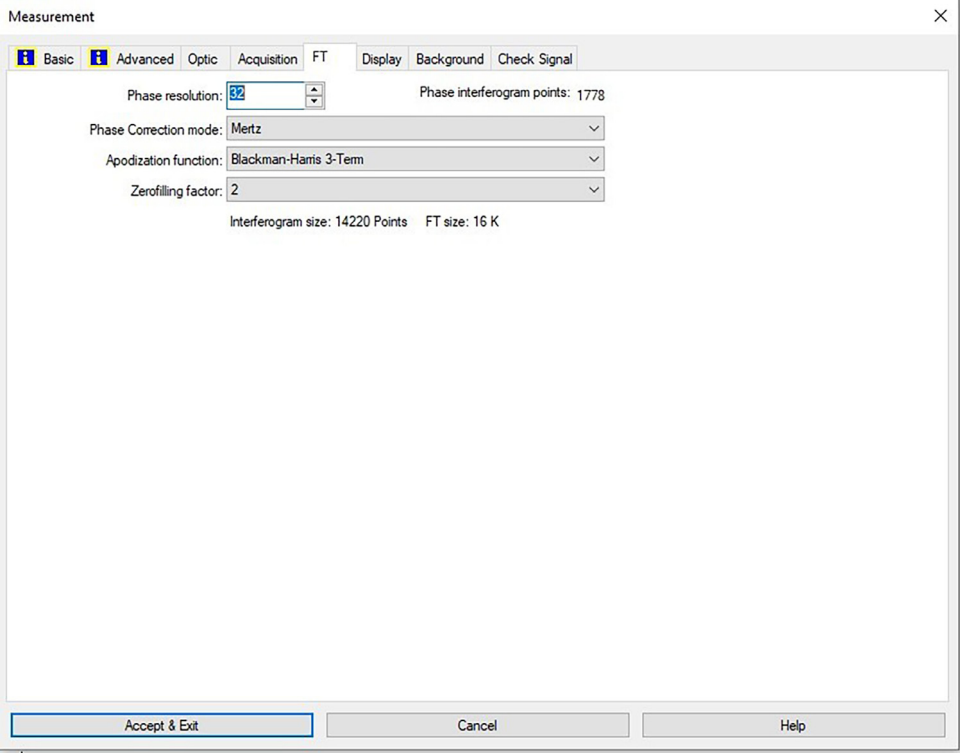 Measurement
Basic Advanced Optic Acquisition FT Display Background Check Signal
Phase resolution: 32 Phase interferogram points: 1778
Phase Correction mode: Mertz
Apodization function: Blackman-Harris 3-Term
Zerofilling factor: 2
Interferogram size: 14220 Points FT size: 16 K
Accept & Exit Cancel Help